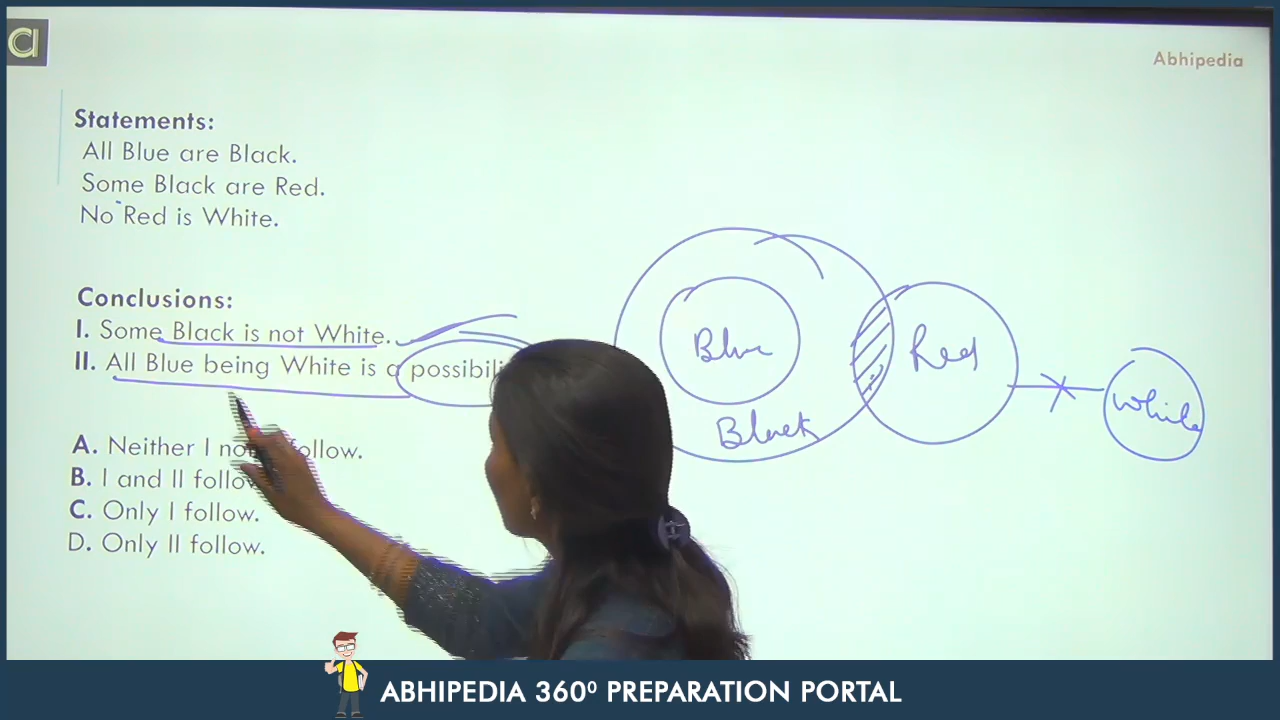 a
Abhipedia
Statements:
All Blue are Black.
Some Black are Red.
No Red is White.
Conclusions:
I. Some Black is not White.
II. All Blue being White is a possibili
A. Neither I no follow.
B. I and II follow
C. Only I follow.
D. Only II follow.
Blue
Black
Red
White
ABHIPEDIA 360⁰ PREPARATION PORTAL